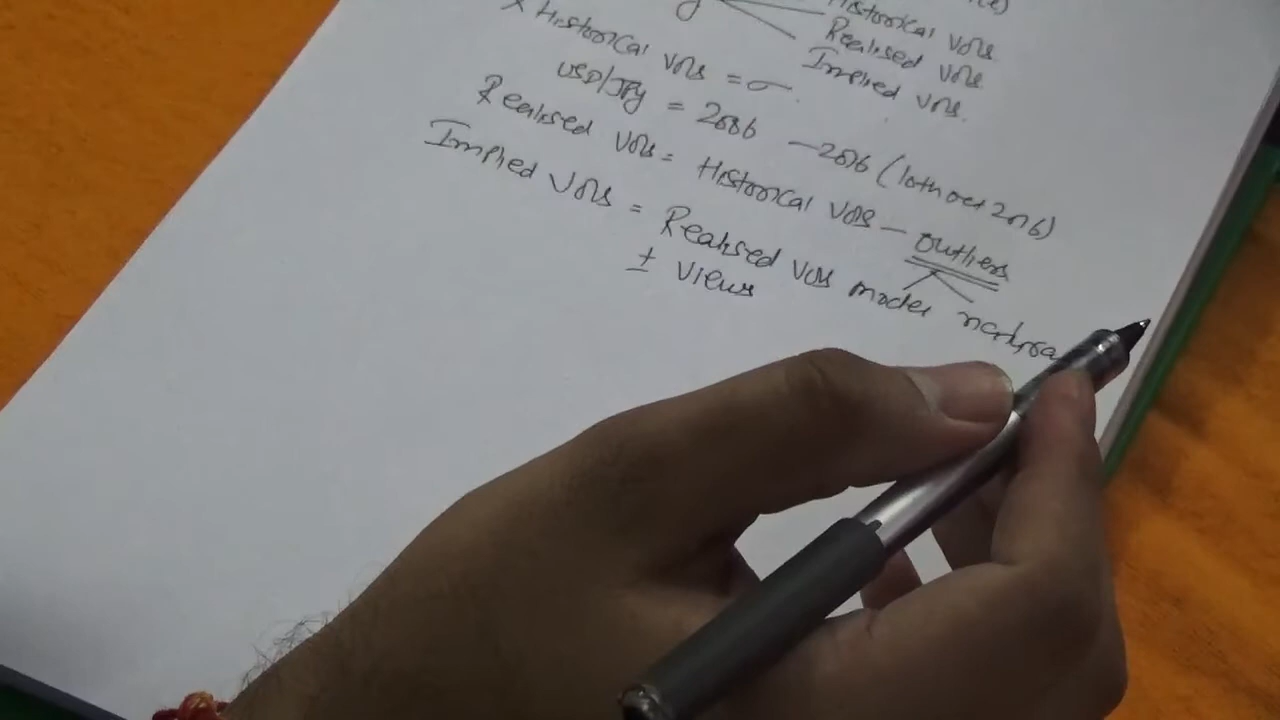 Historical Vols
Realised Vols
Implied Vols.
* Historical Vols = σ.
USD/JPY = 2006 - 2016 (10th Oct 2016)
Realised Vols = Historical Vols - Outliers
Implied Vols = Realised Vols
± Views